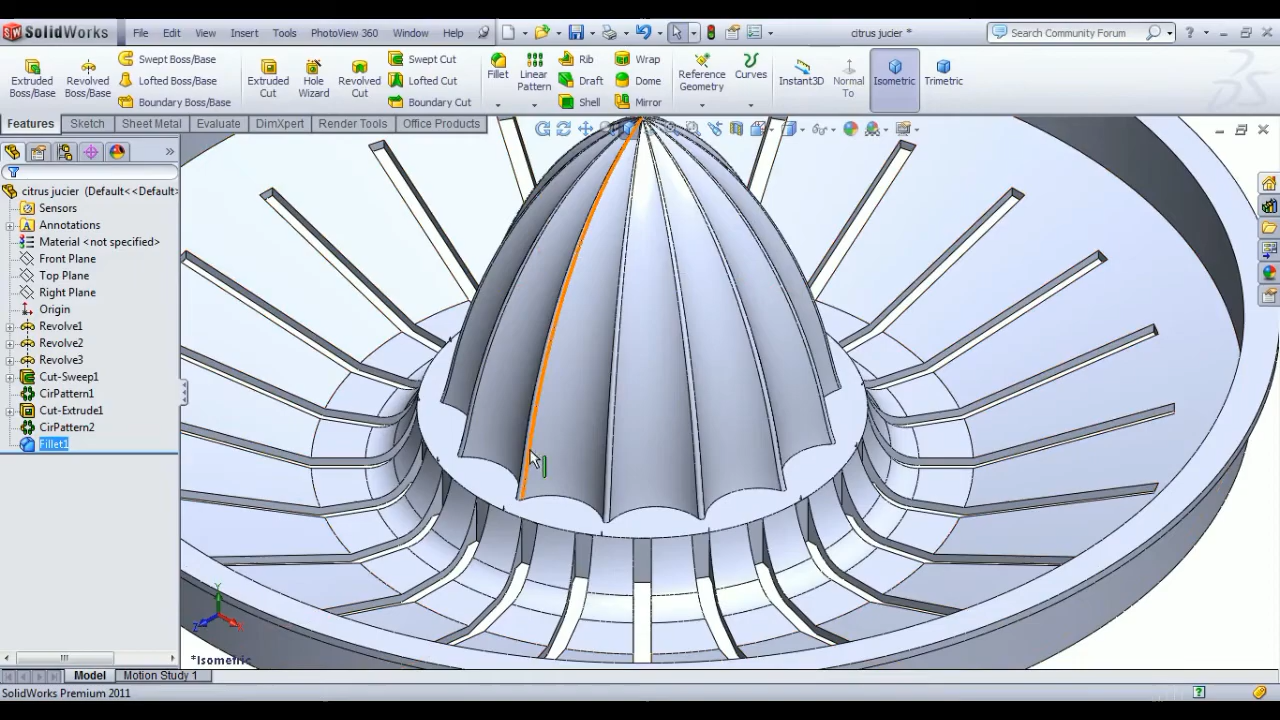 SolidWorks File Edit View Insert Tools PhotoView 360 Window Help citrus jucier * Search Community Forum
Extruded Boss/Base Revolved Boss/Base Swept Boss/Base Lofted Boss/Base Boundary Boss/Base Extruded Cut Hole Wizard Revolved Cut Swept Cut Lofted Cut Boundary Cut Fillet Linear Pattern Rib Draft Shell Wrap Dome Mirror Reference Geometry Curves Instant3D Normal To Isometric Trimetric
Features Sketch Sheet Metal Evaluate DimXpert Render Tools Office Products
citrus jucier (Default<<Default>
Sensors
Annotations
Material <not specified>
Front Plane
Top Plane
Right Plane
Origin
Revolve1
Revolve2
Revolve3
Cut-Sweep1
CirPattern1
Cut-Extrude1
CirPattern2
Fillet1
Y
Z X
*Isometric
Model Motion Study 1
SolidWorks Premium 2011